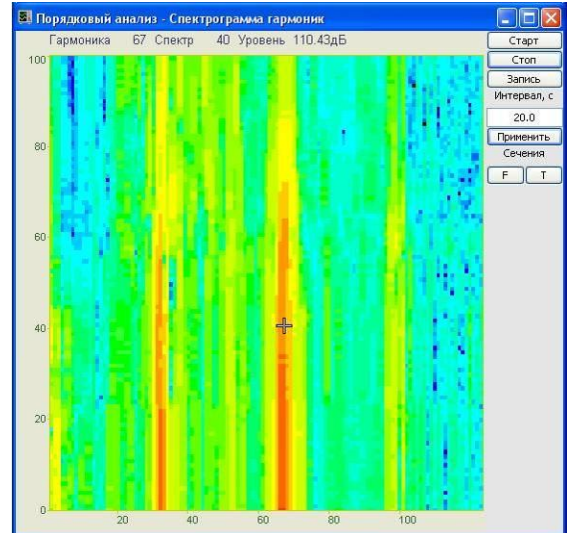 Порядковый анализ - Спектрограмма гармоник
Гармоника 67 Спектр 40 Уровень 110.43дБ
Старт
Стоп
Запись
Интервал, с
20.0
Применить
Сечения
F T
100
80
60
40
20
0
20 40 60 80 100